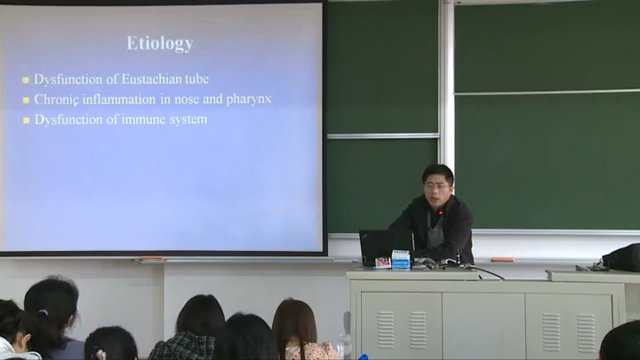 Etiology
Dysfunction of Eustachian tube
Chronic inflammation in nose and pharynx
Dysfunction of immune system